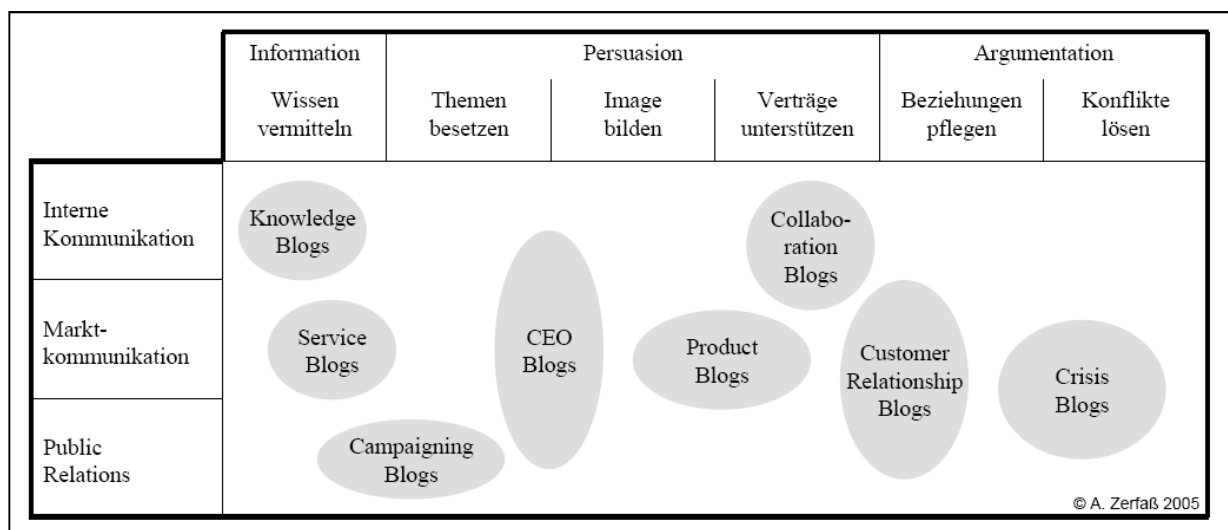 Information
Persuasion
Argumentation
Wissen
vermitteln
Themen
besetzen
Image
bilden
Verträge
unterstützen
Beziehungen
pflegen
Konflikte
lösen
Interne
Kommunikation
Knowledge
Blogs
Collabo-
ration
Blogs
Markt-
kommunikation
Service
Blogs
CEO
Blogs
Product
Blogs
Customer
Relationship
Blogs
Crisis
Blogs
Public
Relations
Campaigning
Blogs
© A. Zerfaß 2005